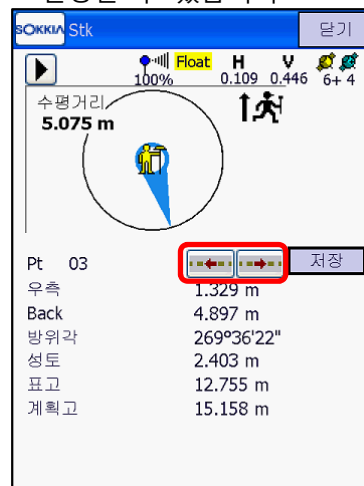 SOKKIA Stk 닫기
Float H V
100% 0.109 0.446 6+ 4
수평거리
5.075 m
Pt 03 저장
우측 1.329 m
Back 4.897 m
방위각 269º36'22"
성토 2.403 m
표고 12.755 m
계획고 15.158 m